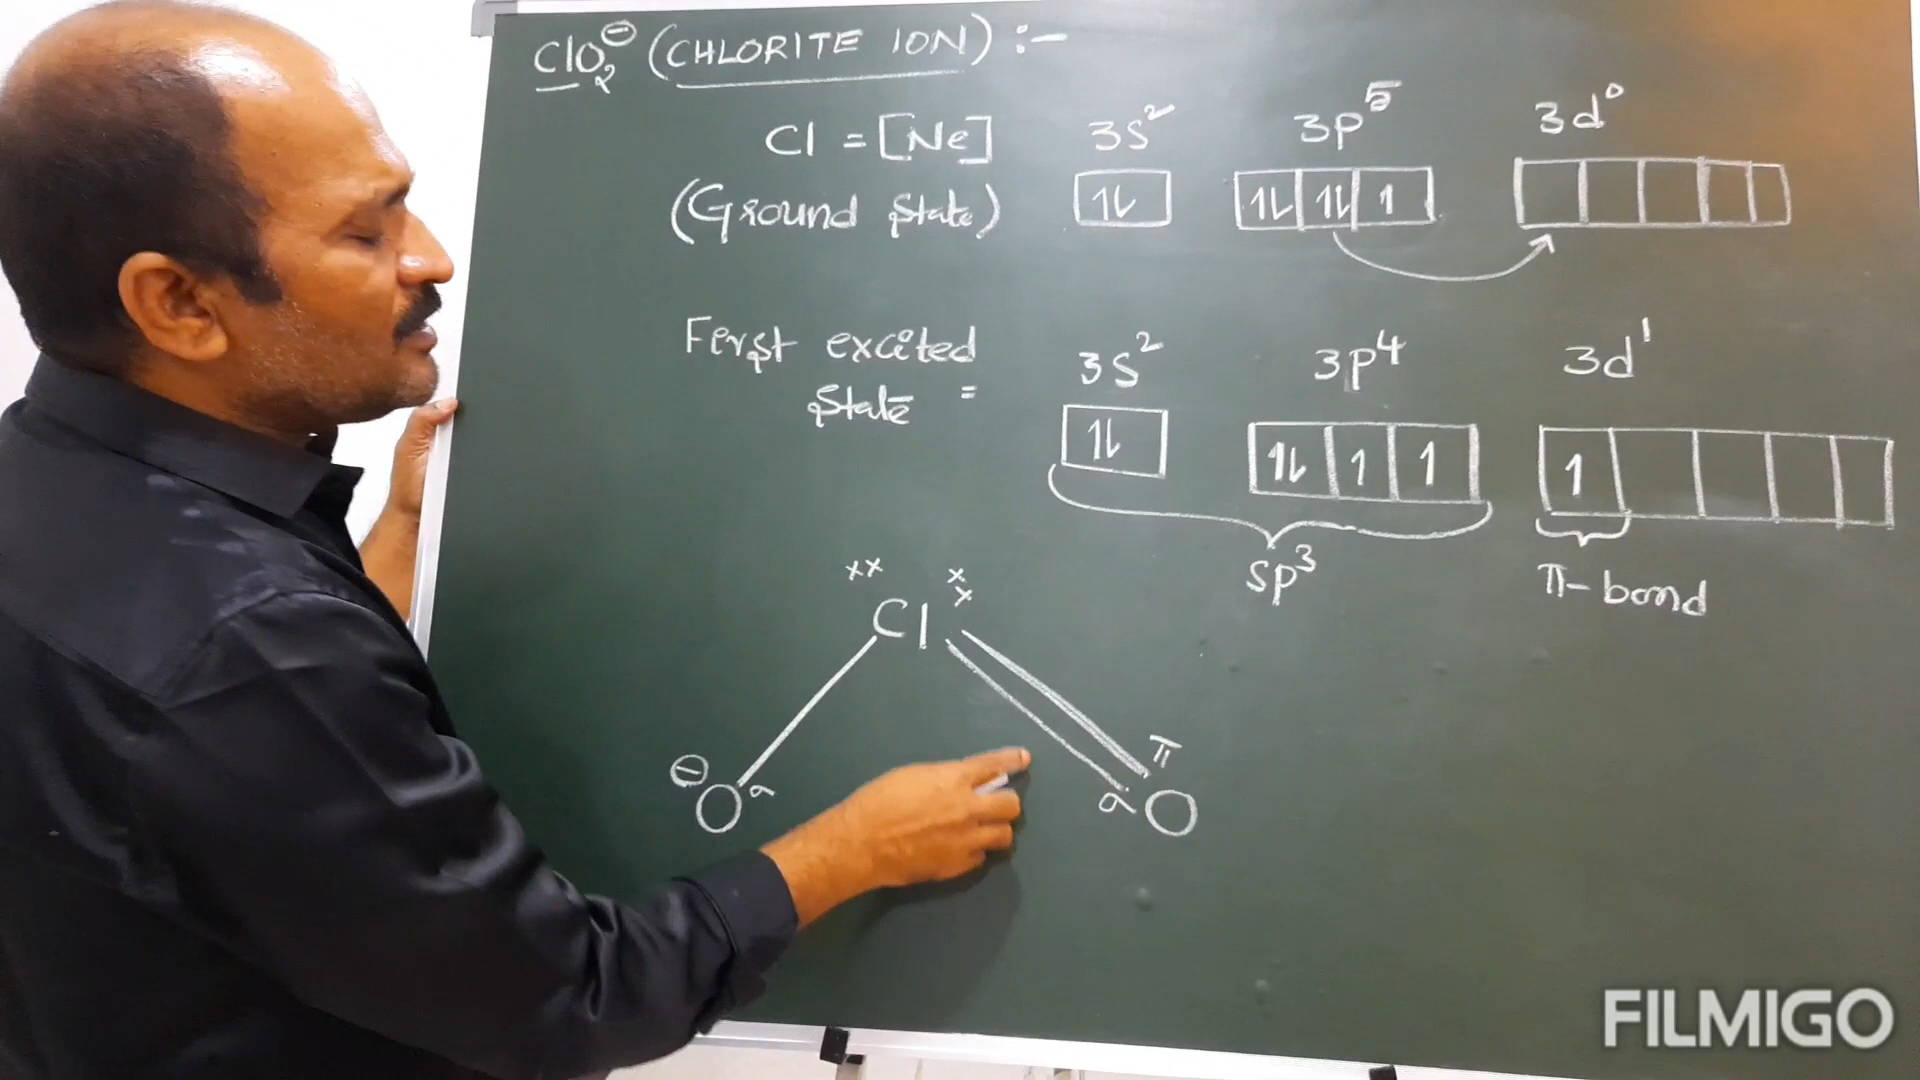 ClO₂⊖ (CHLORITE ION) :-
Cl = [Ne] 3s² 3p⁵ 3d⁰
(Ground State) 1⇂ 1⇂ 1⇂ 1
First excited 3s² 3p⁴ 3d¹
State = 1⇂ 1⇂ 1 1 1
sp³ π-bond
xx x x
Cl
⊖ π
O σ σ O
FILMIGO